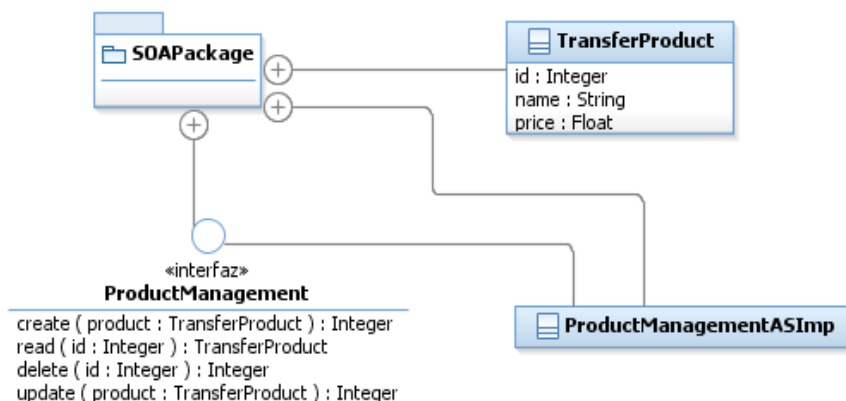 SOAPackage
TransferProduct
id : Integer
name : String
price : Float
«interfaz»
ProductManagement
create ( product : TransferProduct ) : Integer
read ( id : Integer ) : TransferProduct
delete ( id : Integer ) : Integer
update ( product : TransferProduct ) : Integer
ProductManagementASImp